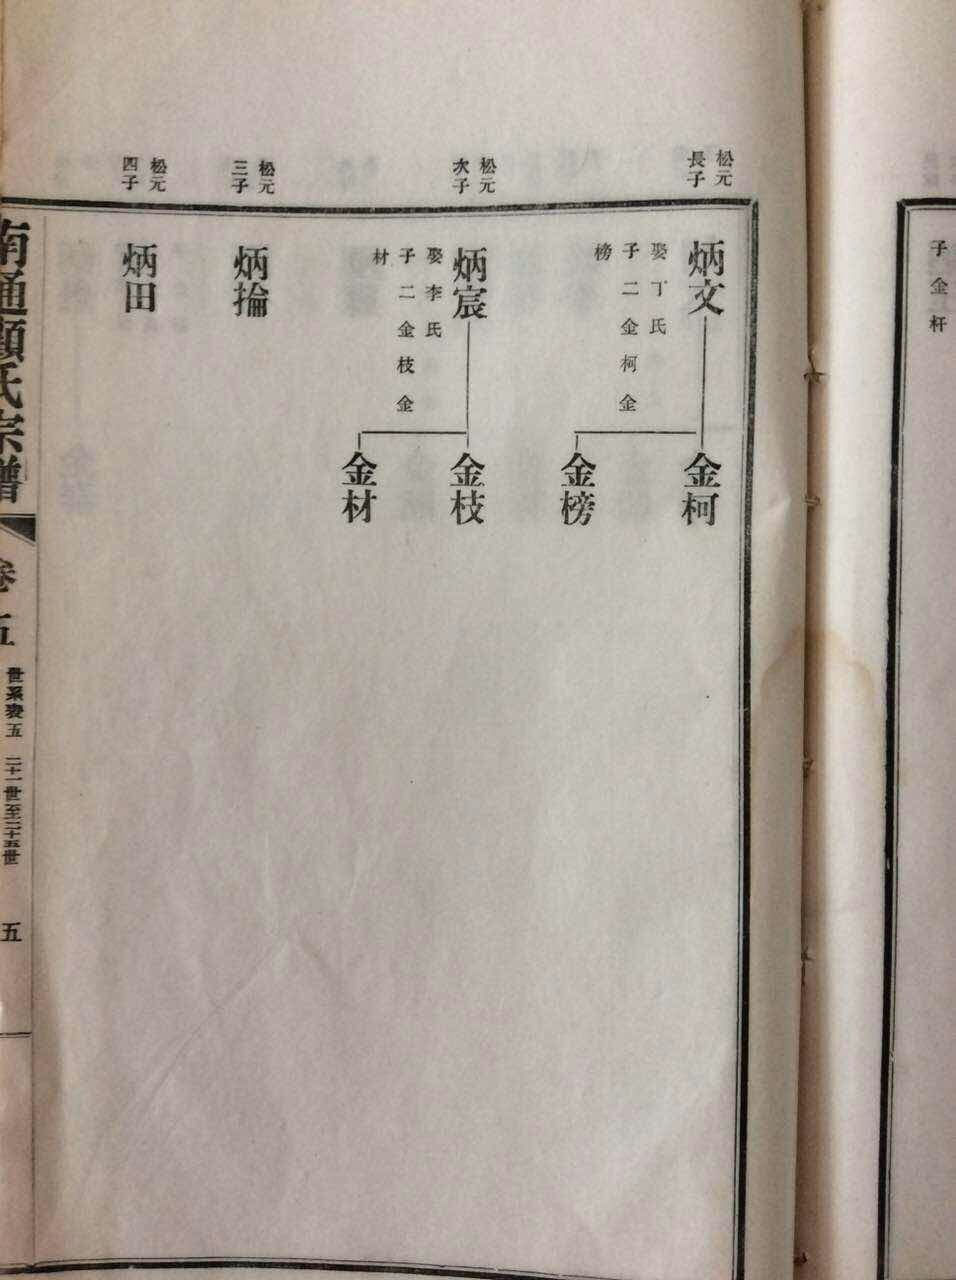 子金杆
松元
長子
炳文
娶丁氏
子二金柯金
榜
金柯
金榜
松元
次子
炳宸
娶李氏
子二金枝金
材
金枝
金材
松元
三子
炳掄
松元
四子
炳田
南通顧氏宗譜
卷五
世系表五 二十一世至二十五世
五